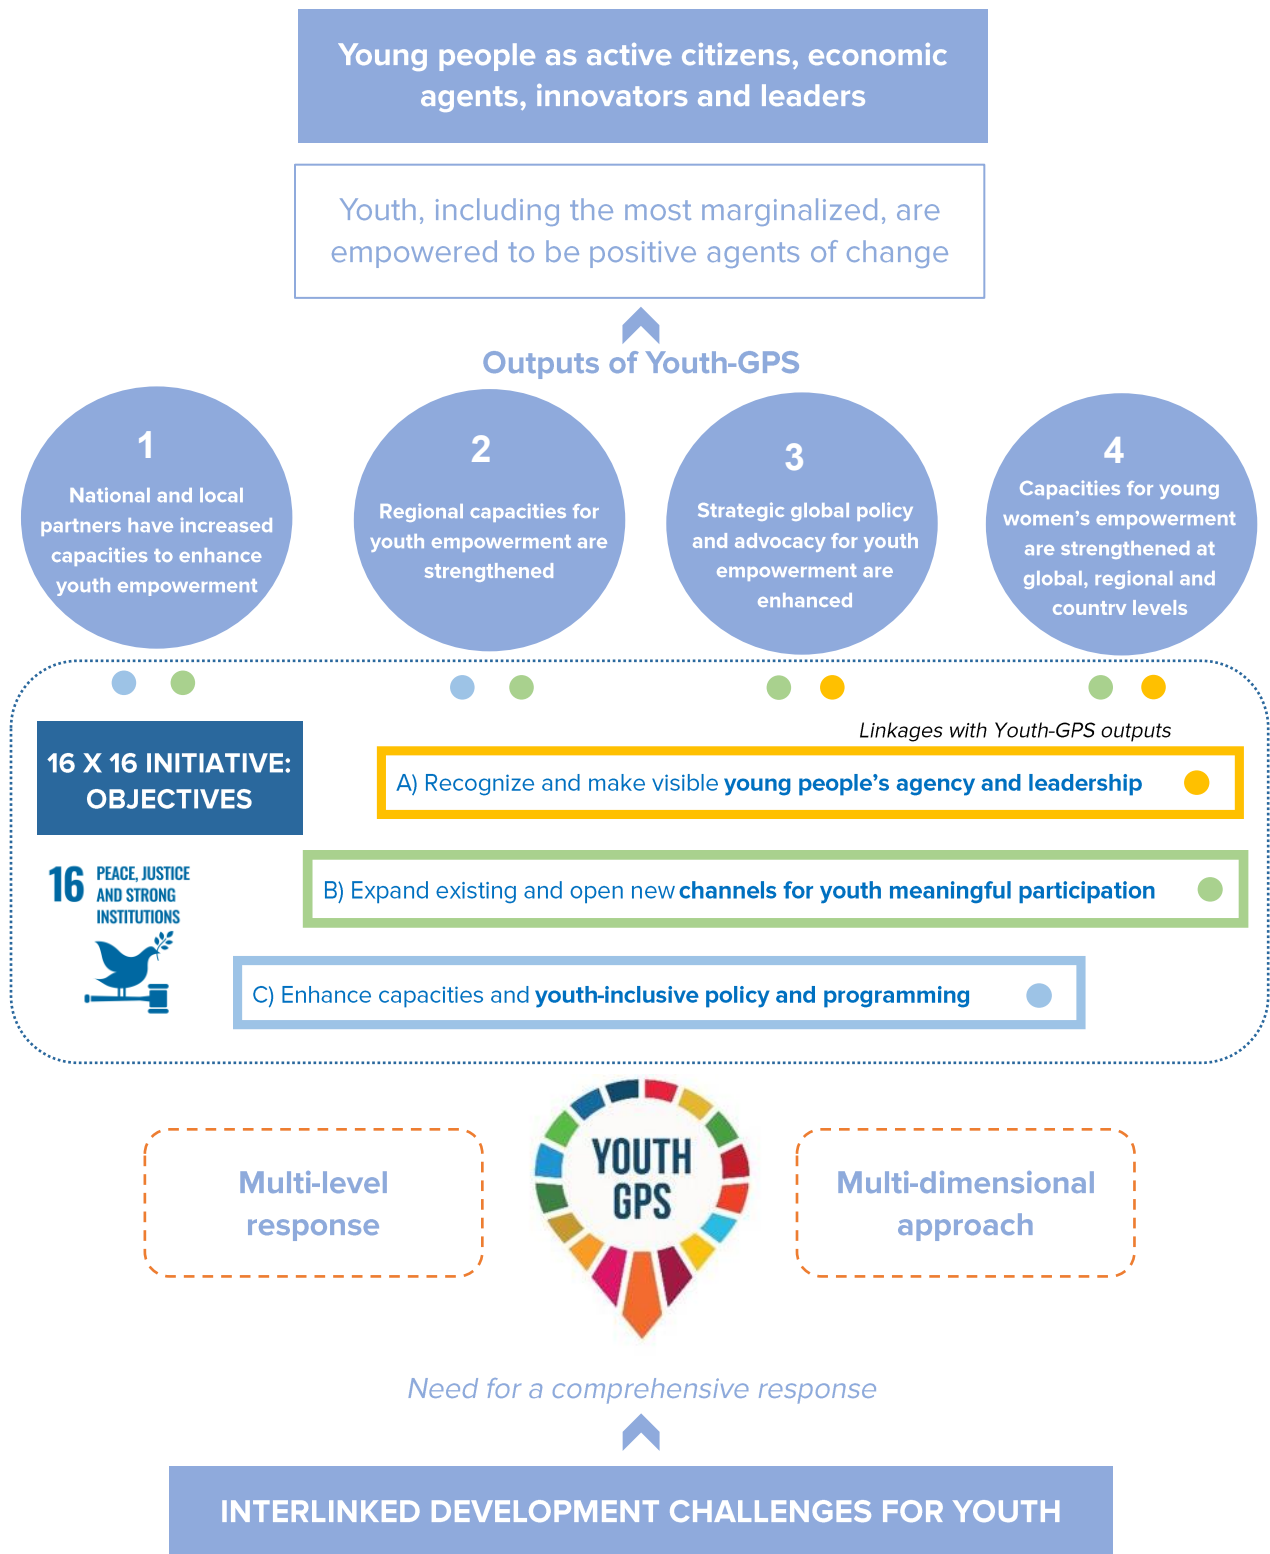 Young people as active citizens, economic
agents, innovators and leaders
Youth, including the most marginalized, are
empowered to be positive agents of change
Outputs of Youth-GPS
1
National and local
partners have increased
capacities to enhance
youth empowerment
2
Regional capacities for
youth empowerment are
strengthened
3
Strategic global policy
and advocacy for youth
empowerment are
enhanced
4
Capacities for young
women’s empowerment
are strengthened at
global, regional and
country levels
Linkages with Youth-GPS outputs
16 X 16 INITIATIVE:
OBJECTIVES
A) Recognize and make visible young people’s agency and leadership
16 PEACE, JUSTICE
AND STRONG
INSTITUTIONS
B) Expand existing and open new channels for youth meaningful participation
C) Enhance capacities and youth-inclusive policy and programming
Multi-level
response
YOUTH
GPS
Multi-dimensional
approach
Need for a comprehensive response
INTERLINKED DEVELOPMENT CHALLENGES FOR YOUTH